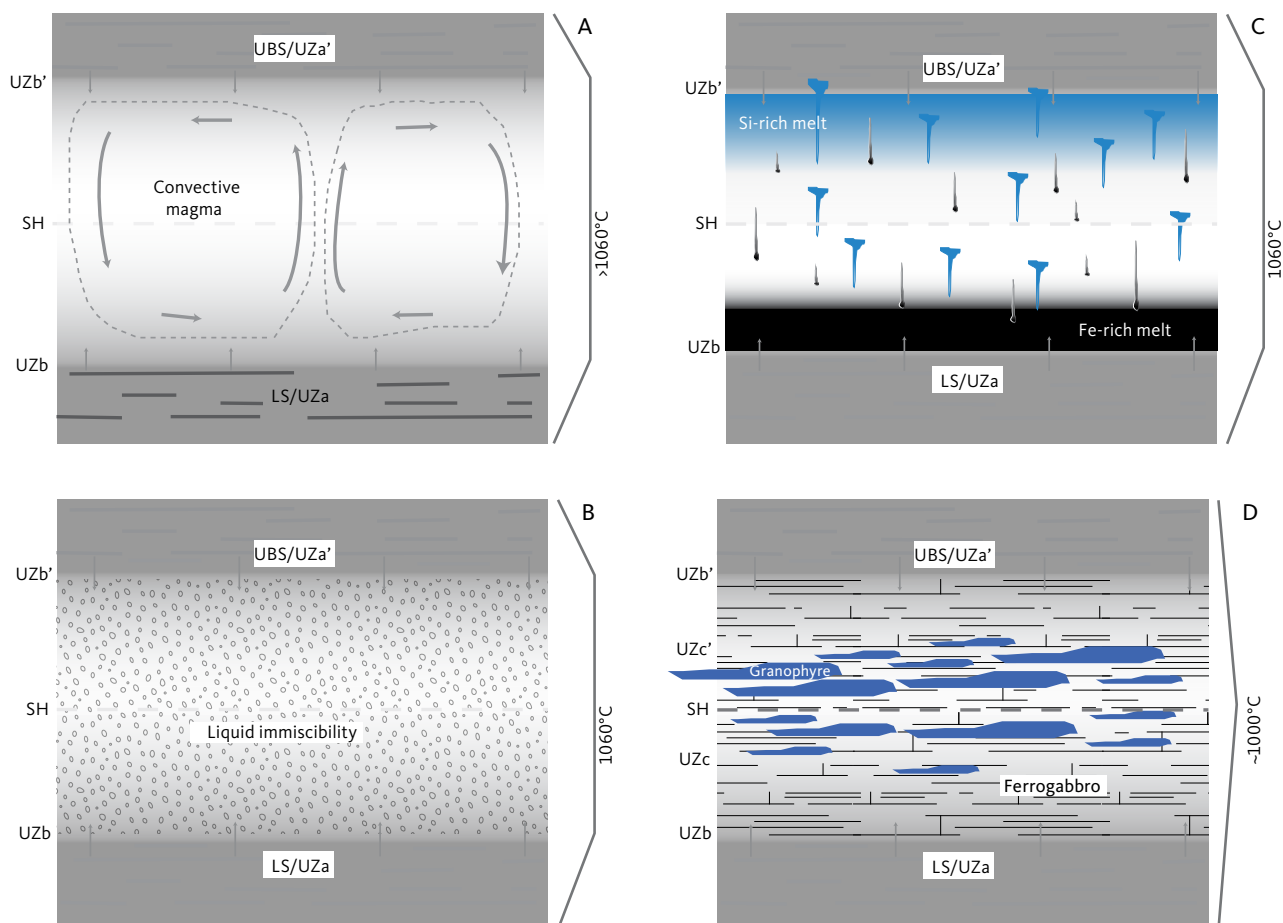 A
UBS/UZa'
UZb'
Convective
magma
SH
>1060°C
UZb
LS/UZa
C
UBS/UZa'
UZb'
Si-rich melt
SH
1060°C
Fe-rich melt
UZb
LS/UZa
B
UBS/UZa'
UZb'
SH
Liquid immiscibility
1060°C
UZb
LS/UZa
D
UBS/UZa'
UZb'
UZc'
Granophyre
SH
~1000°C
UZc
Ferrogabbro
UZb
LS/UZa